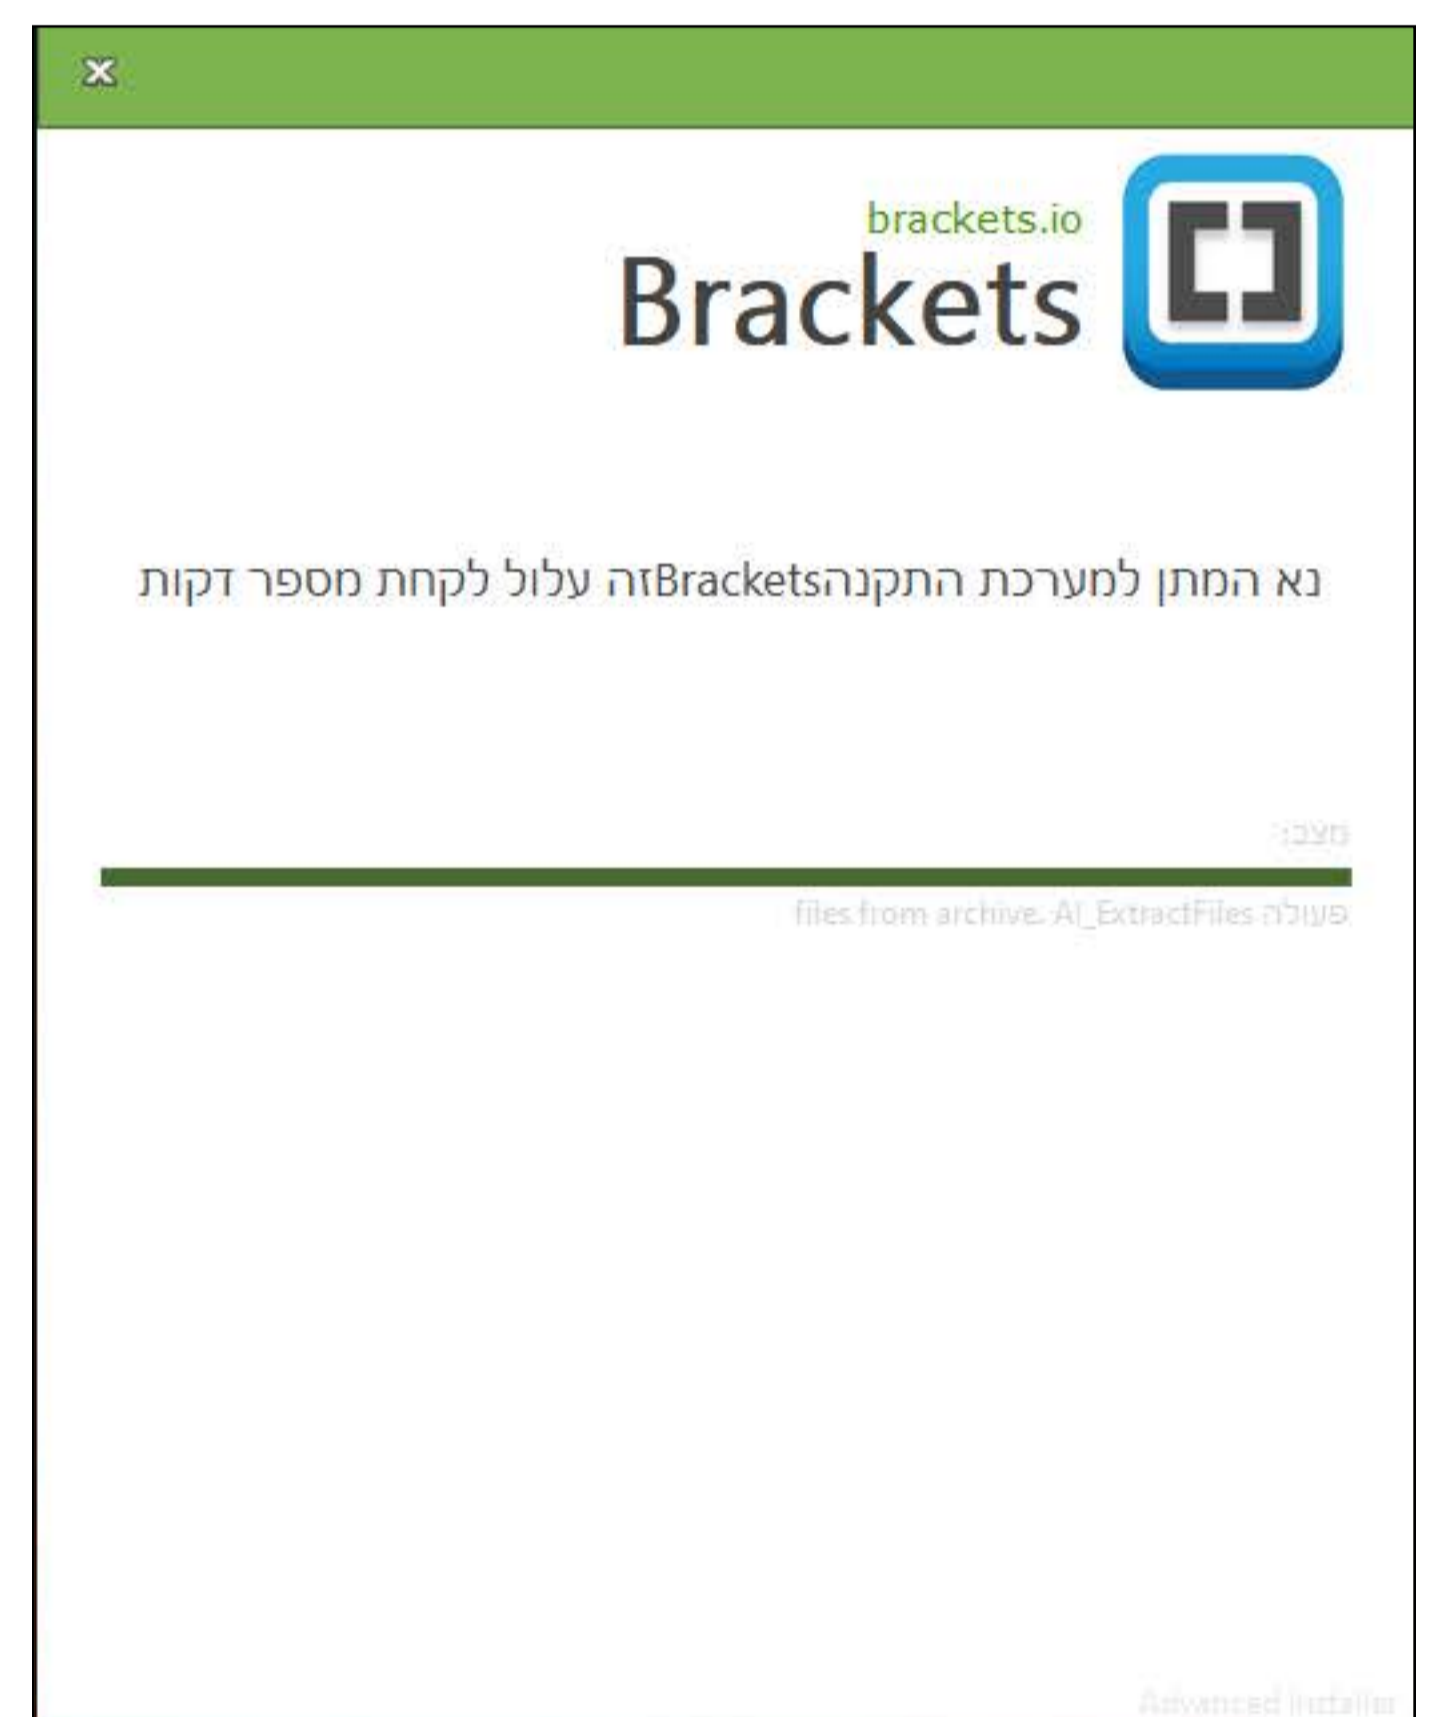 brackets.io
Brackets
נא המתן למערכת התקנהBracketsזה עלול לקחת מספר דקות
מצב:
פעולה AI_ExtractFiles .files from archive
Advanced Installer